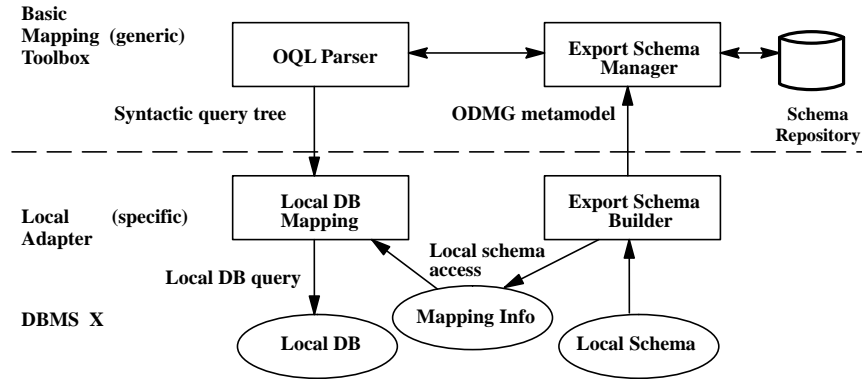 Basic
Mapping (generic)
Toolbox
OQL Parser
Export Schema
Manager
Syntactic query tree
ODMG metamodel
Schema
Repository
Local (specific)
Adapter
Local DB
Mapping
Export Schema
Builder
Local schema
access
Local DB query
DBMS X
Local DB
Mapping Info
Local Schema